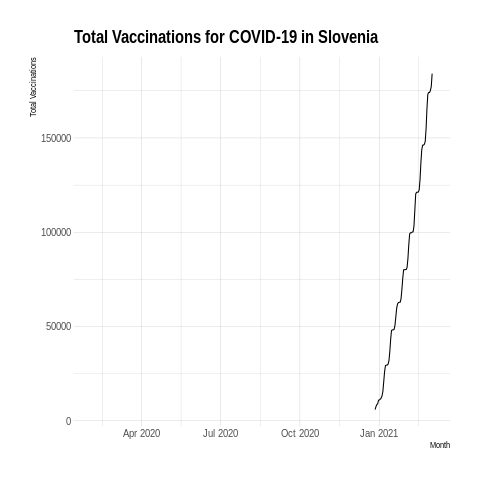 Total Vaccinations for COVID-19 in Slovenia
Total Vaccinations
150000
100000
50000
0
Apr 2020 Jul 2020 Oct 2020 Jan 2021
Month